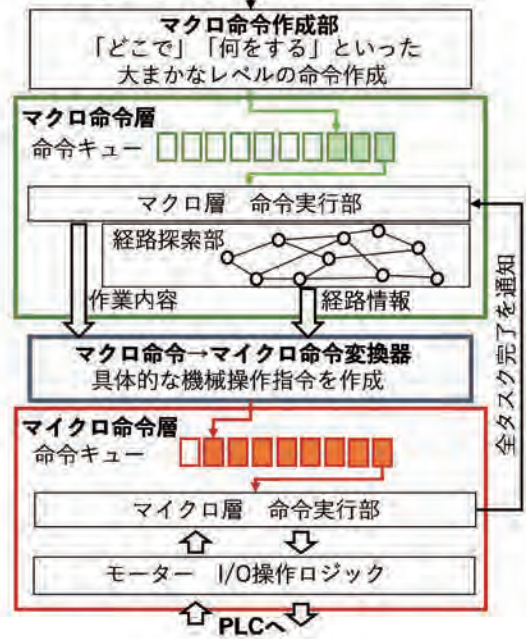 マクロ命令作成部
「どこで」「何をする」といった
大まかなレベルの命令作成
マクロ命令層
命令キュー
マクロ層 命令実行部
経路探索部
作業内容
経路情報
マクロ命令→マイクロ命令変換器
具体的な機械操作指令を作成
マイクロ命令層
命令キュー
マイクロ層 命令実行部
モーター I/O操作ロジック
PLCへ
全タスク完了を通知